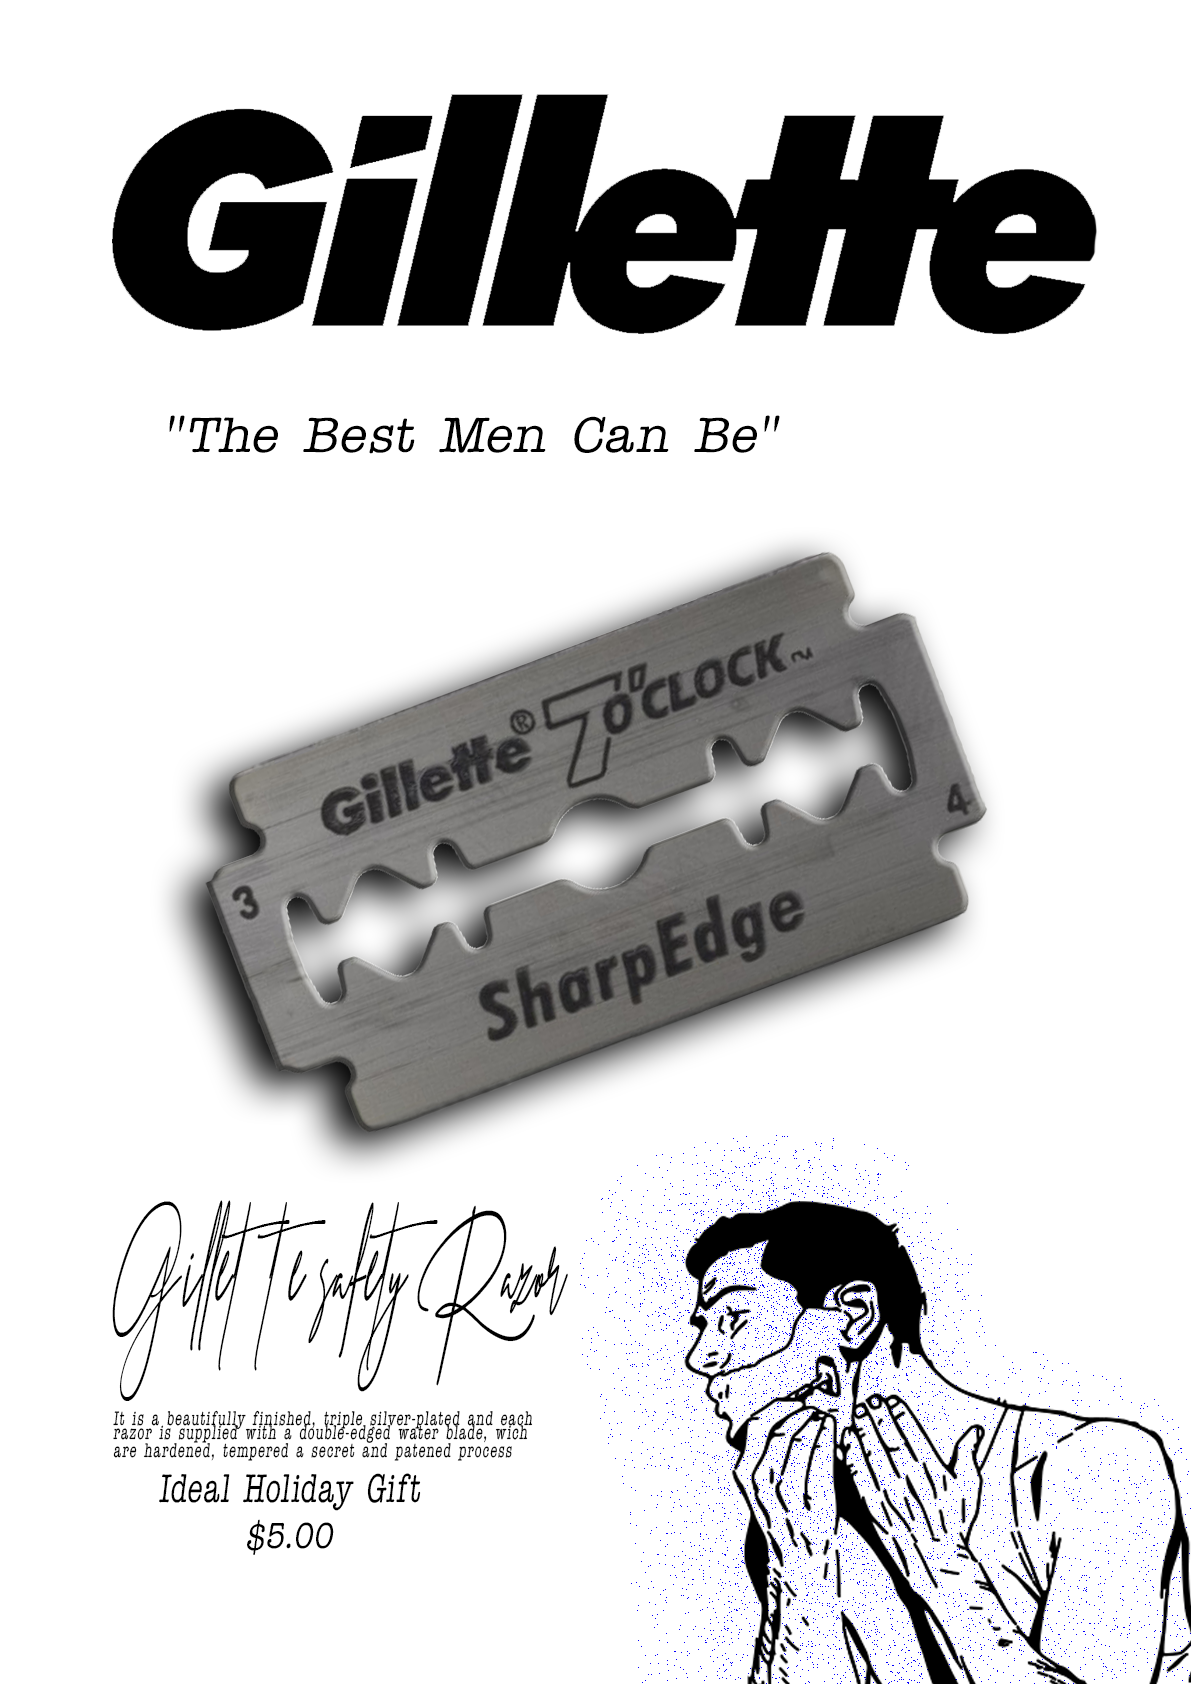 Gillette
"The Best Men Can Be"
Gillette® 7 O'CLOCK™
3
4
SharpEdge
Gillette safety Razor
It is a beautifully finished, triple silver-plated and each
razor is supplied with a double-edged water blade, wich
are hardened, tempered a secret and patened process
Ideal Holiday Gift
$5.00